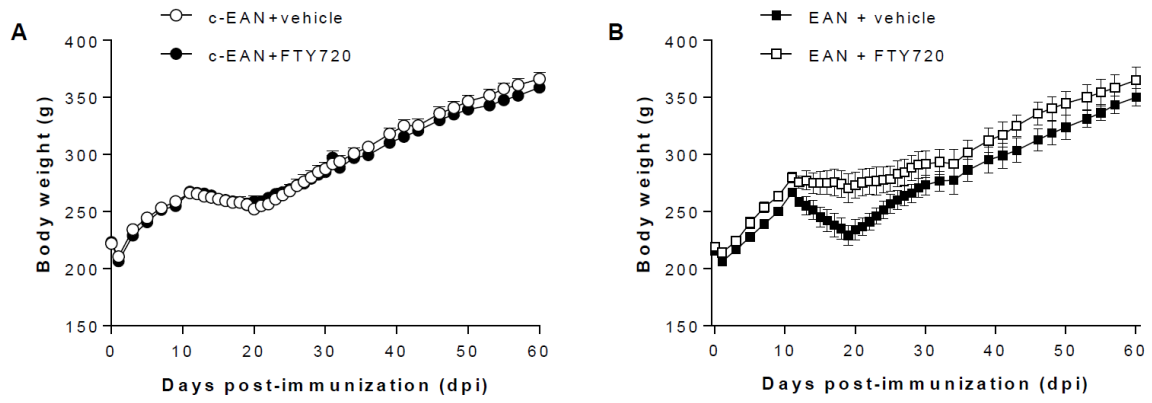 A
c-EAN+vehicle
c-EAN+FTY720
Body weight (g)
400
350
300
250
200
150
0 10 20 30 40 50 60
Days post-immunization (dpi)
B
EAN + vehicle
EAN + FTY720
Body weight (g)
400
350
300
250
200
150
0 10 20 30 40 50 60
Days post-immunization (dpi)